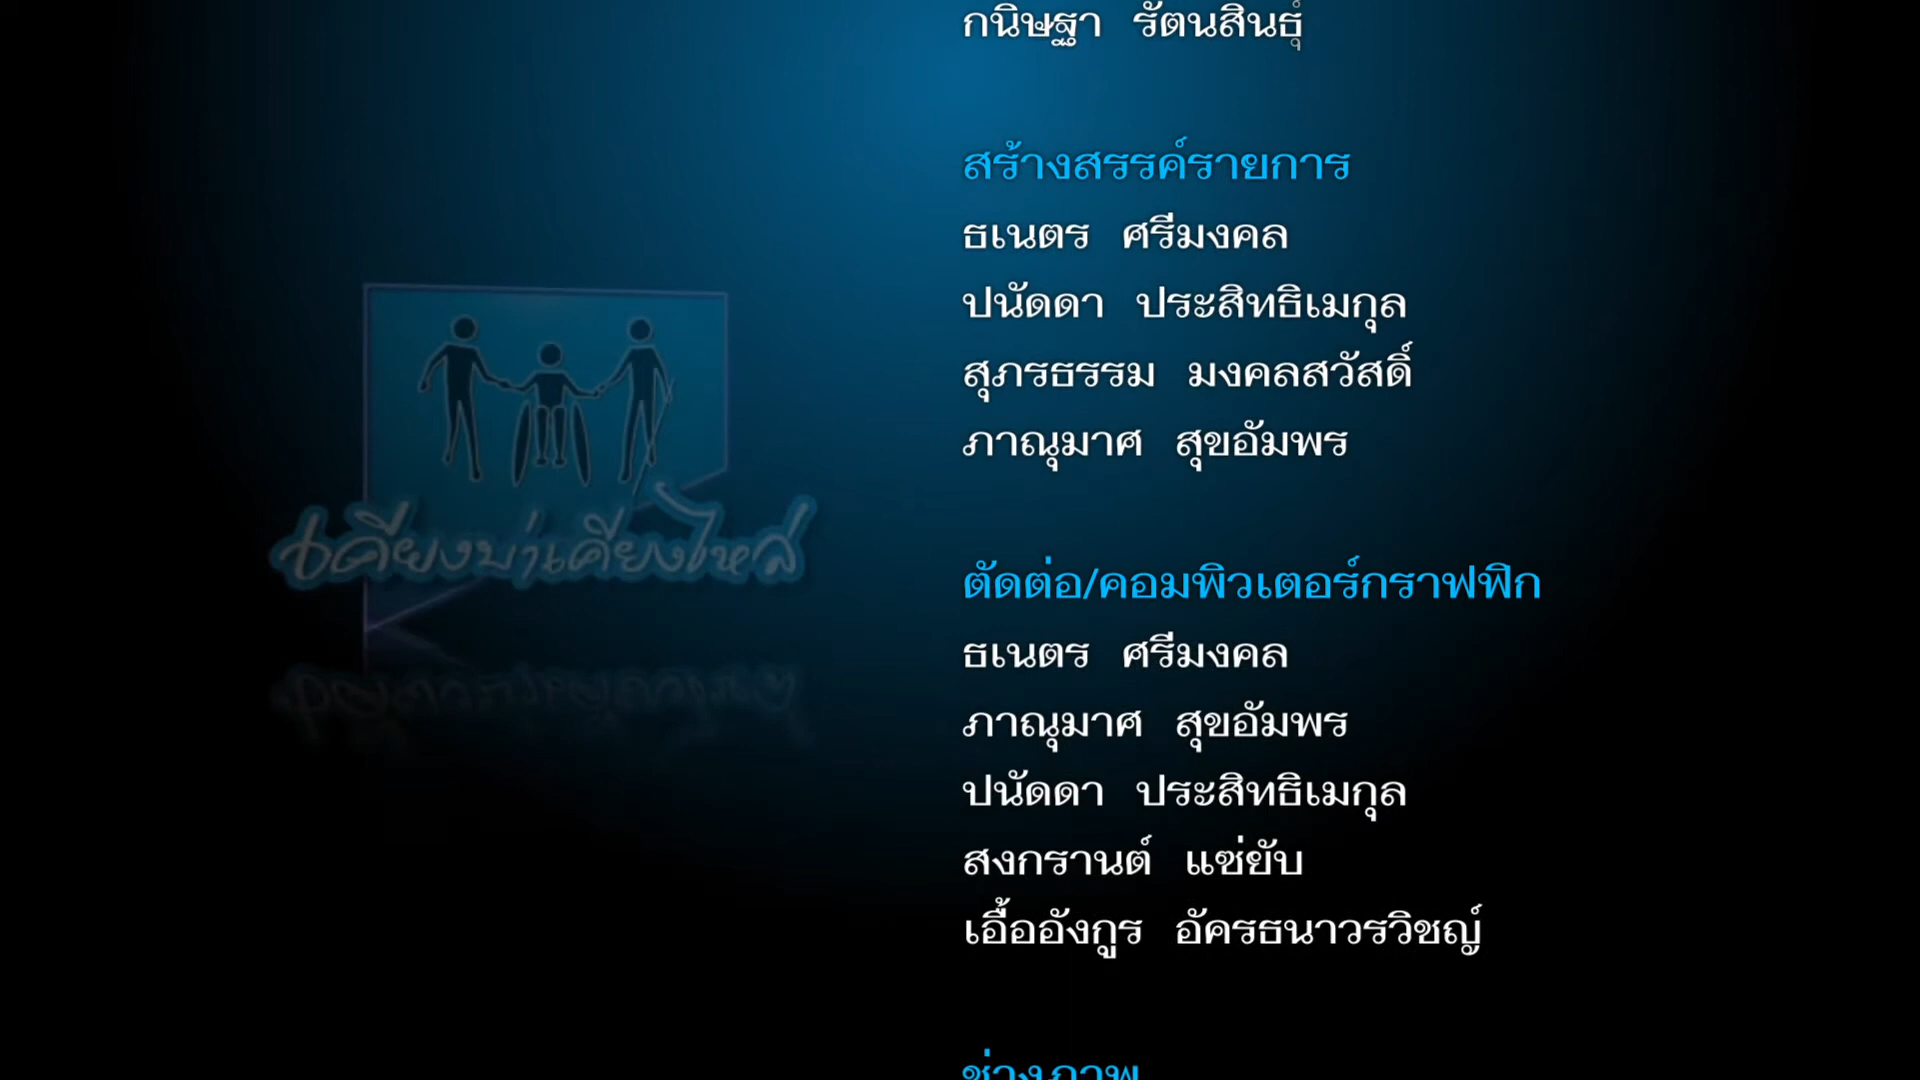 กนิษฐา รัตนสินธุ์
สร้างสรรค์รายการ
ธเนตร ศรีมงคล
ปนัดดา ประสิทธิเมกุล
สุภรธรรม มงคลสวัสดิ์
ภาณุมาศ สุขอัมพร
เคียงบ่าเคียงไหล่
ตัดต่อ/คอมพิวเตอร์กราฟฟิก
ธเนตร ศรีมงคล
ภาณุมาศ สุขอัมพร
ปนัดดา ประสิทธิเมกุล
สงกรานต์ แซ่ยับ
เอื้ออังกูร อัครธนาวรวิชญ์
ช่างภาพ